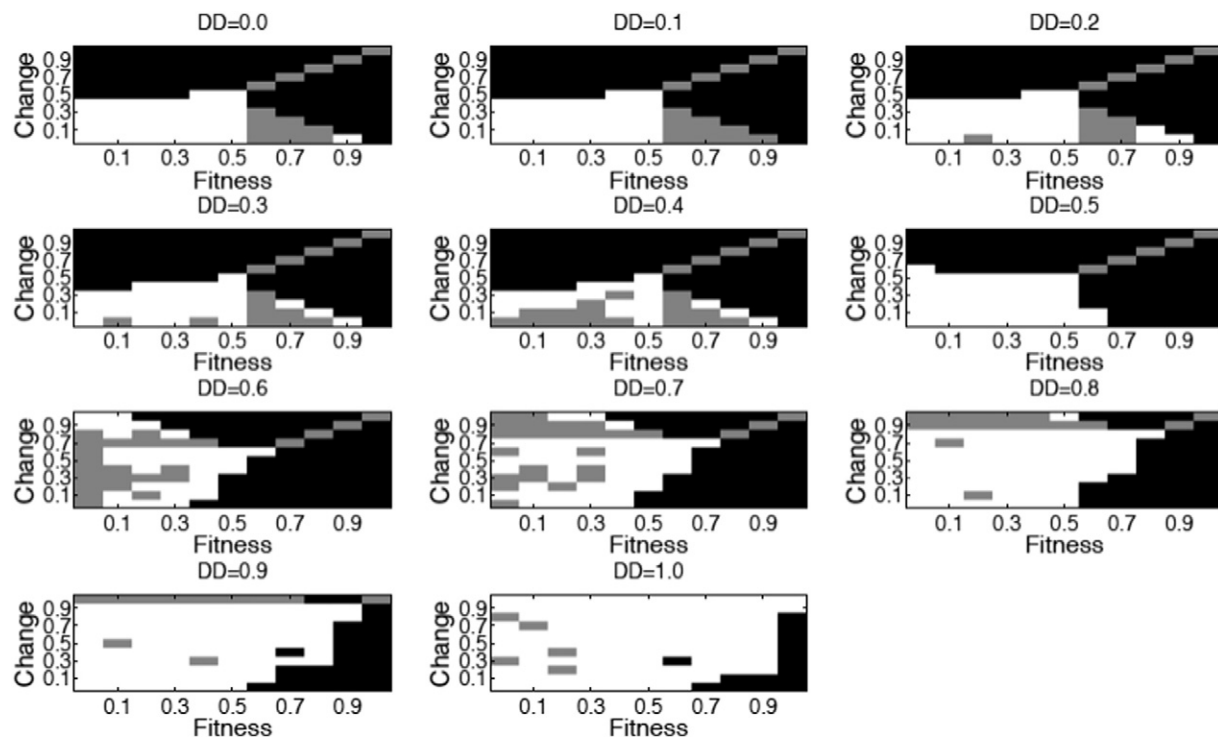 DD=0.0 DD=0.1 DD=0.2
Change 0.9 0.7 0.5 0.3 0.1 Change 0.9 0.7 0.5 0.3 0.1 Change 0.9 0.7 0.5 0.3 0.1
0.1 0.3 0.5 0.7 0.9 0.1 0.3 0.5 0.7 0.9 0.1 0.3 0.5 0.7 0.9
Fitness Fitness Fitness
DD=0.3 DD=0.4 DD=0.5
Change 0.9 0.7 0.5 0.3 0.1 Change 0.9 0.7 0.5 0.3 0.1 Change 0.9 0.7 0.5 0.3 0.1
0.1 0.3 0.5 0.7 0.9 0.1 0.3 0.5 0.7 0.9 0.1 0.3 0.5 0.7 0.9
Fitness Fitness Fitness
DD=0.6 DD=0.7 DD=0.8
Change 0.9 0.7 0.5 0.3 0.1 Change 0.9 0.7 0.5 0.3 0.1 Change 0.9 0.7 0.5 0.3 0.1
0.1 0.3 0.5 0.7 0.9 0.1 0.3 0.5 0.7 0.9 0.1 0.3 0.5 0.7 0.9
Fitness Fitness Fitness
DD=0.9 DD=1.0
Change 0.9 0.7 0.5 0.3 0.1 Change 0.9 0.7 0.5 0.3 0.1
0.1 0.3 0.5 0.7 0.9 0.1 0.3 0.5 0.7 0.9
Fitness Fitness